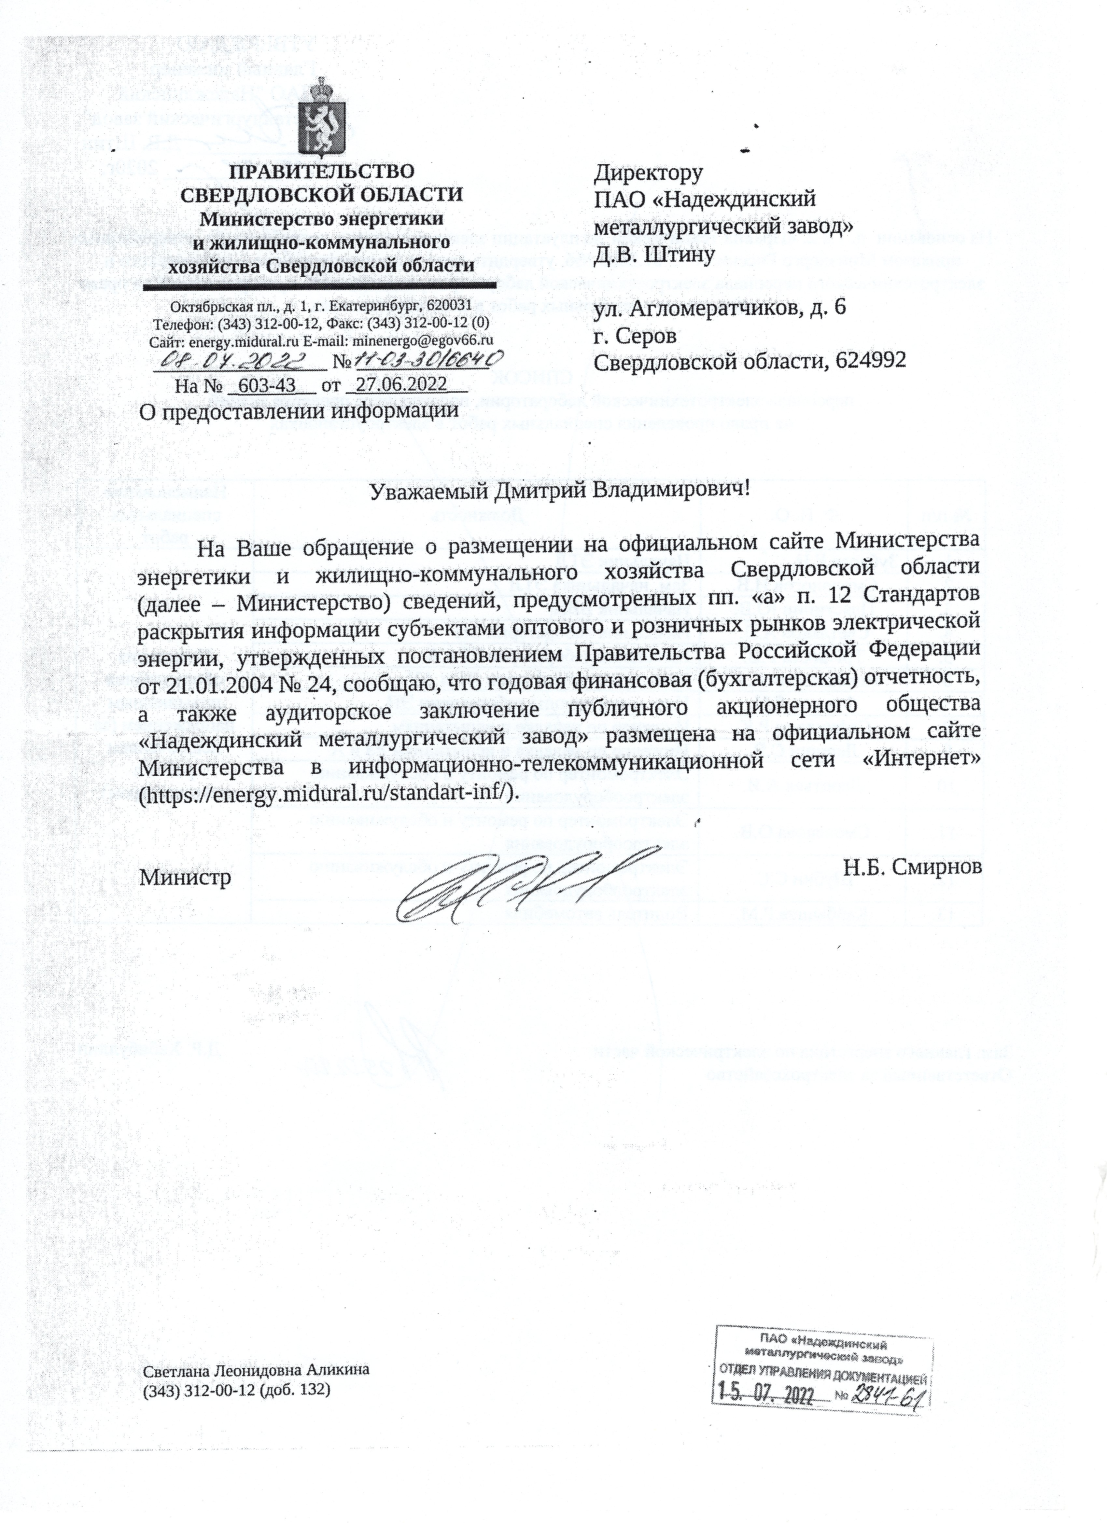 ПРАВИТЕЛЬСТВО
СВЕРДЛОВСКОЙ ОБЛАСТИ
Министерство энергетики
и жилищно-коммунального
хозяйства Свердловской области
Октябрьская пл., д. 1, г. Екатеринбург, 620031
Телефон: (343) 312-00-12, Факс: (343) 312-00-12 (0)
Сайт: energy.midural.ru E-mail: minenergo@egov66.ru
08.07.2022 № 11-03-30/6640
На № 603-43 от 27.06.2022
О предоставлении информации
Директору
ПАО «Надеждинский
металлургический завод»
Д.В. Штину
ул. Агломератчиков, д. 6
г. Серов
Свердловской области, 624992
Уважаемый Дмитрий Владимирович!
На Ваше обращение о размещении на официальном сайте Министерства
энергетики и жилищно-коммунального хозяйства Свердловской области
(далее – Министерство) сведений, предусмотренных пп. «а» п. 12 Стандартов
раскрытия информации субъектами оптового и розничных рынков электрической
энергии, утвержденных постановлением Правительства Российской Федерации
от 21.01.2004 № 24, сообщаю, что годовая финансовая (бухгалтерская) отчетность,
а также аудиторское заключение публичного акционерного общества
«Надеждинский металлургический завод» размещена на официальном сайте
Министерства в информационно-телекоммуникационной сети «Интернет»
(https://energy.midural.ru/standart-inf/).
Министр
Н.Б. Смирнов
Светлана Леонидовна Аликина
(343) 312-00-12 (доб. 132)
ПАО «Надеждинский
металлургический завод»
ОТДЕЛ УПРАВЛЕНИЯ ДОКУМЕНТАЦИЕЙ
15. 07. 2022 № 2841-61